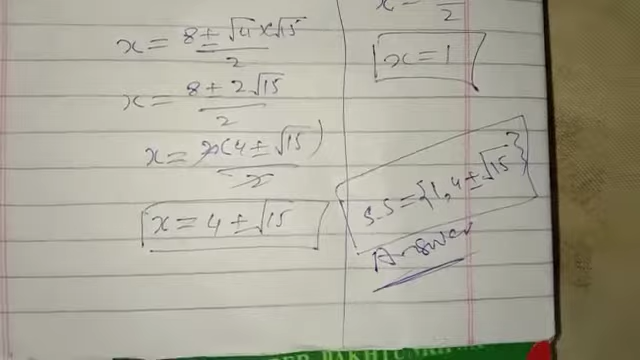 x = 8 ± √4 × √15 / 2
x = 8 ± 2√15 / 2
x = 2(4 ± √15) / 2
x = 4 ± √15
x = / 2
x = 1
S.S = {1, 4 ± √15}
Answer